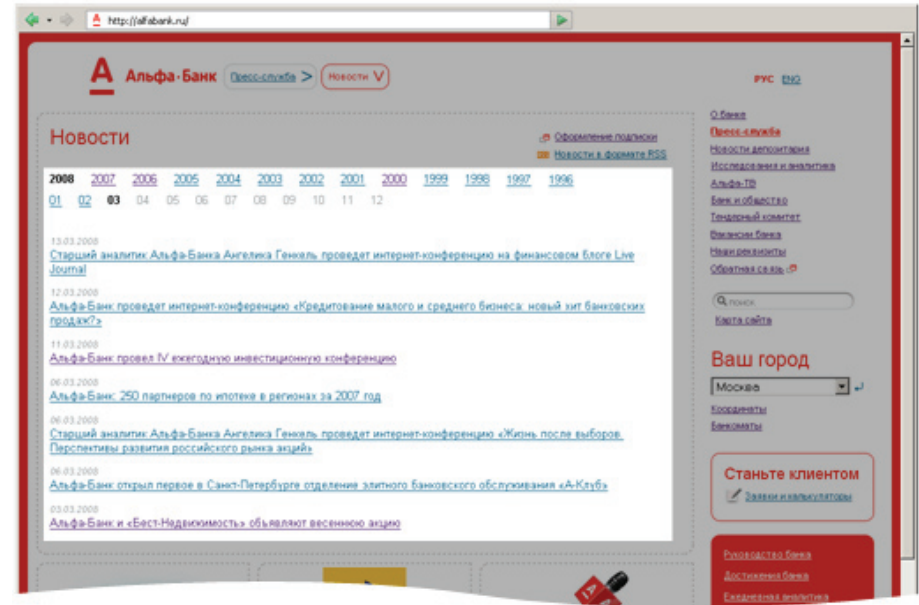 http://alfabank.ru/
Альфа·Банк Пресс-служба > Новости V
РУС ENG
Новости
Оформление подписки
Новости в формате RSS
2008 2007 2006 2005 2004 2003 2002 2001 2000 1999 1998 1997 1996
01 02 03 04 05 06 07 08 09 10 11 12
13.03.2008
Старший аналитик Альфа-Банка Ангелика Генкель проведет интернет-конференцию на финансовом блоге Live
Journal
12.03.2008
Альфа-Банк проведет интернет-конференцию «Кредитование малого и среднего бизнеса: новый хит банковских
продаж?»
11.03.2008
Альфа-Банк провел IV ежегодную инвестиционную конференцию
06.03.2008
Альфа-Банк: 250 партнеров по ипотеке в регионах за 2007 год
06.03.2008
Старший аналитик Альфа-Банка Ангелика Генкель проведет интернет-конференцию «Жизнь после выборов.
Перспективы развития российского рынка акций»
06.03.2008
Альфа-Банк открыл первое в Санкт-Петербурге отделение элитного банковского обслуживания «А-Клуб»
03.03.2008
Альфа-Банк и «Бест-Недвижимость» объявляют весеннюю акцию
О банке
Пресс-служба
Новости депозитария
Исследования и аналитика
Альфа-ТВ
Банк и общество
Тендерный комитет
Вакансии банка
Наши реквизиты
Обратная связь
поиск
Карта сайта
Ваш город
Москва
Координаты
Банкоматы
Станьте клиентом
Заявки и калькуляторы
Руководство банка
Достижения банка
Ежедневная аналитика